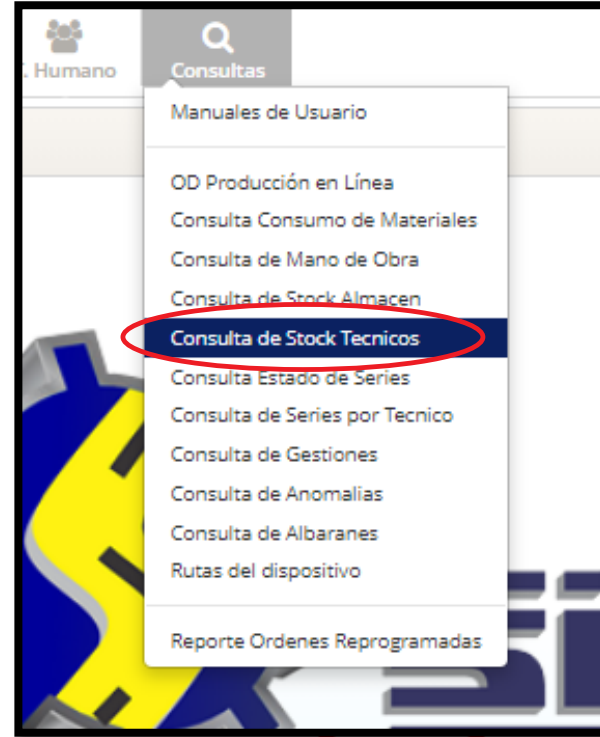 . Humano
Consultas
Manuales de Usuario
OD Producción en Línea
Consulta Consumo de Materiales
Consulta de Mano de Obra
Consulta de Stock Almacen
Consulta de Stock Tecnicos
Consulta Estado de Series
Consulta de Series por Tecnico
Consulta de Gestiones
Consulta de Anomalias
Consulta de Albaranes
Rutas del dispositivo
Reporte Ordenes Reprogramadas